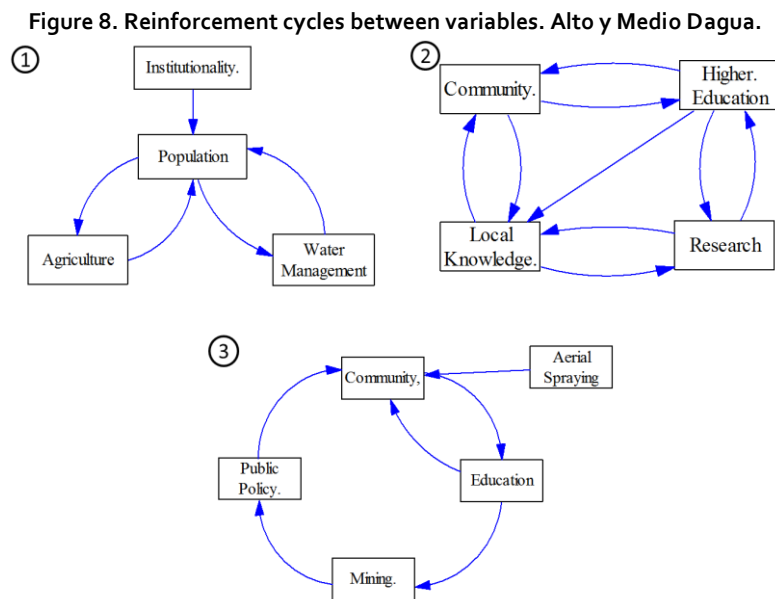 Figure 8. Reinforcement cycles between variables. Alto y Medio Dagua.
1
Institutionality.
Population
Agriculture
Water
Management
2
Community.
Higher.
Education
Local
Knowledge.
Research
3
Community,
Aerial
Spraying
Public
Policy.
Education
Mining.